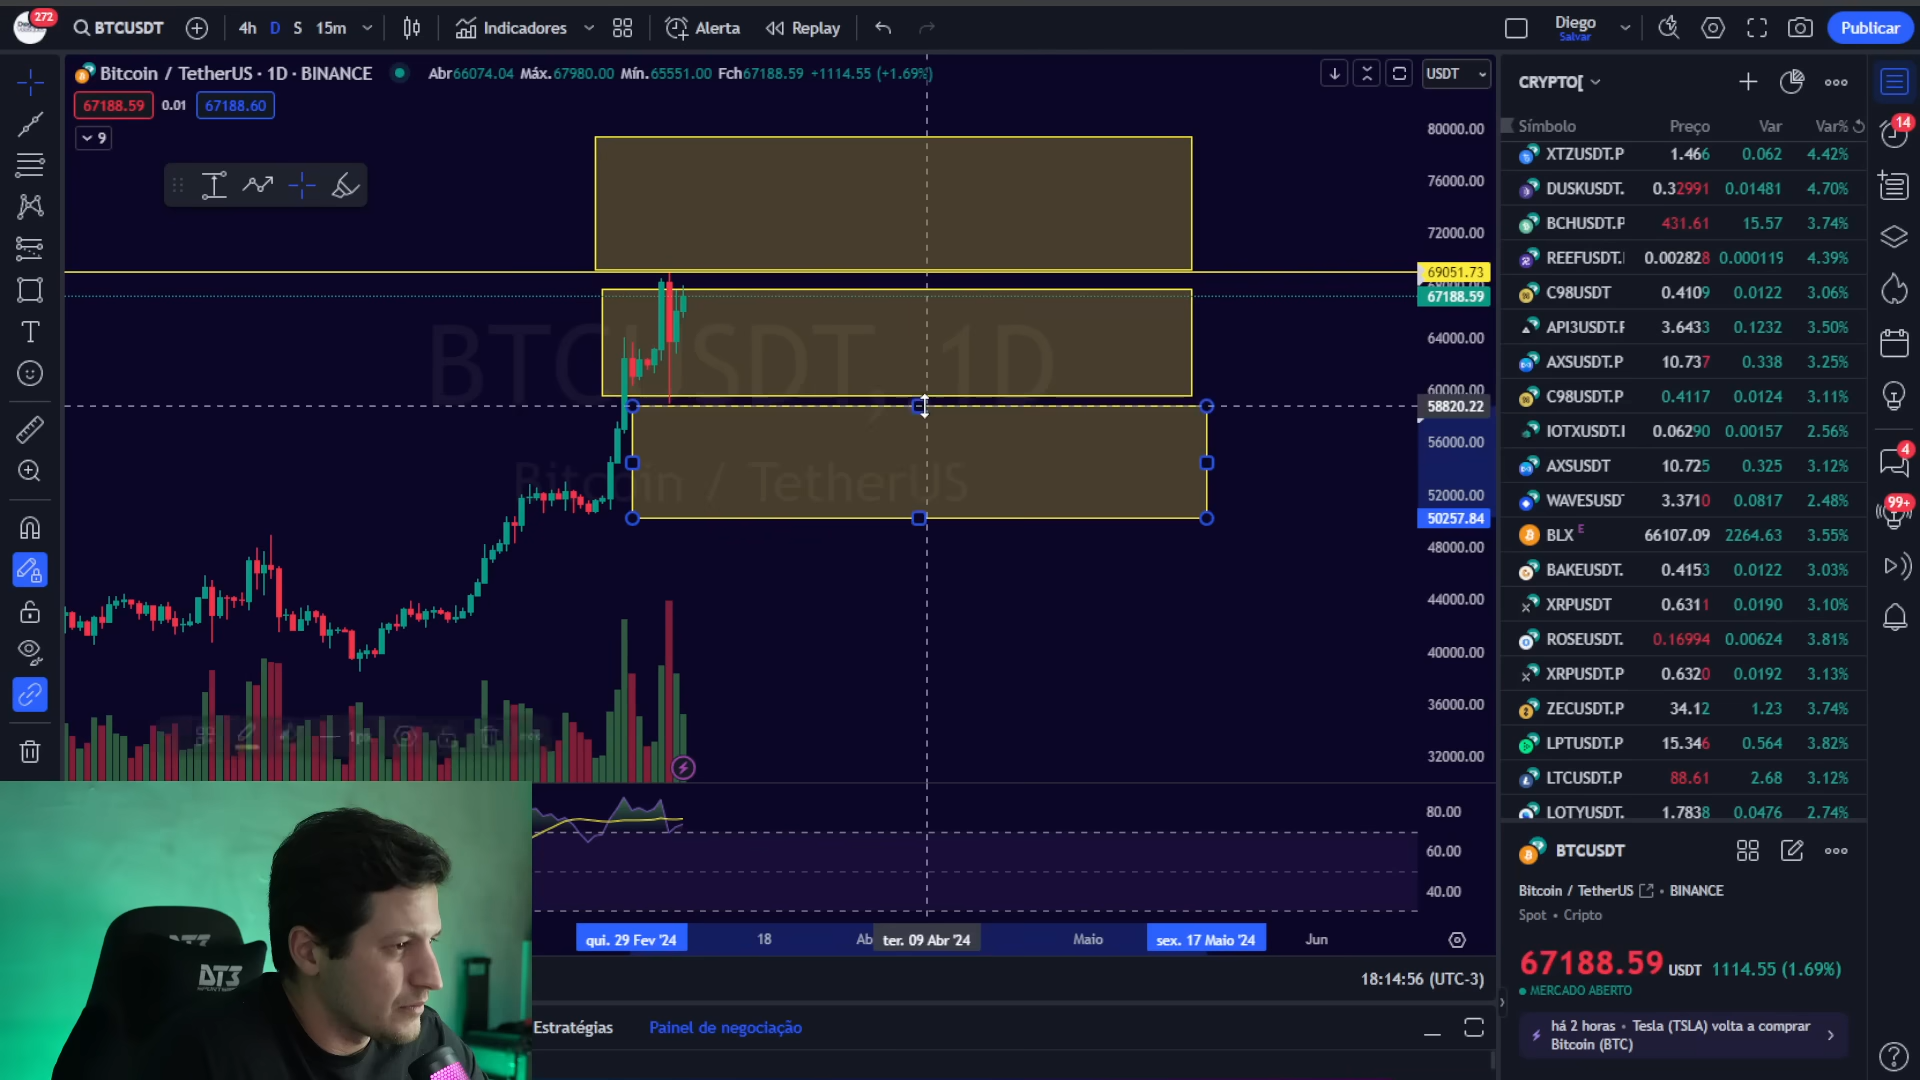 272
BTCUSDT
4h D S 15m
Indicadores
Alerta
Replay
Diego
Salvar
Publicar
Bitcoin / TetherUS · 1D · BINANCE
Abr66074.04 Máx.67980.00 Mín.65551.00 Fch67188.59 +1114.55 (+1.69%)
67188.59 0.01 67188.60
9
USDT
80000.00
76000.00
72000.00
69051.73
67188.59
64000.00
60000.00
58820.22
56000.00
52000.00
50257.84
48000.00
44000.00
40000.00
36000.00
32000.00
BTCUSDT, 1D
Bitcoin / TetherUS
1px
80.00
60.00
40.00
qui. 29 Fev '24
18
Ab
ter. 09 Abr '24
Maio
sex. 17 Maio '24
Jun
18:14:56 (UTC-3)
Estratégias
Painel de negociação
DT3
CRYPTO[
Símbolo Preço Var Var%
XTZUSDT.P 1.466 0.062 4.42%
DUSKUSDT. 0.32991 0.01481 4.70%
BCHUSDT.P 431.61 15.57 3.74%
REEFUSDT. 0.002828 0.000119 4.39%
C98USDT 0.4109 0.0122 3.06%
API3USDT.F 3.6433 0.1232 3.50%
AXSUSDT.P 10.737 0.338 3.25%
C98USDT.P 0.4117 0.0124 3.11%
IOTXUSDT.I 0.06290 0.00157 2.56%
AXSUSDT 10.725 0.325 3.12%
WAVESUSD 3.3710 0.0817 2.48%
BLX E 66107.09 2264.63 3.55%
BAKEUSDT. 0.4153 0.0122 3.03%
XRPUSDT 0.6311 0.0190 3.10%
ROSEUSDT. 0.16994 0.00624 3.81%
XRPUSDT.P 0.6320 0.0192 3.13%
ZECUSDT.P 34.12 1.23 3.74%
LPTUSDT.P 15.346 0.564 3.82%
LTCUSDT.P 88.61 2.68 3.12%
LOTYUSDT. 1.7838 0.0476 2.74%
BTCUSDT
Bitcoin / TetherUS • BINANCE
Spot • Cripto
67188.59 USDT 1114.55 (1.69%)
MERCADO ABERTO
há 2 horas • Tesla (TSLA) volta a comprar
Bitcoin (BTC)
14
4
99+